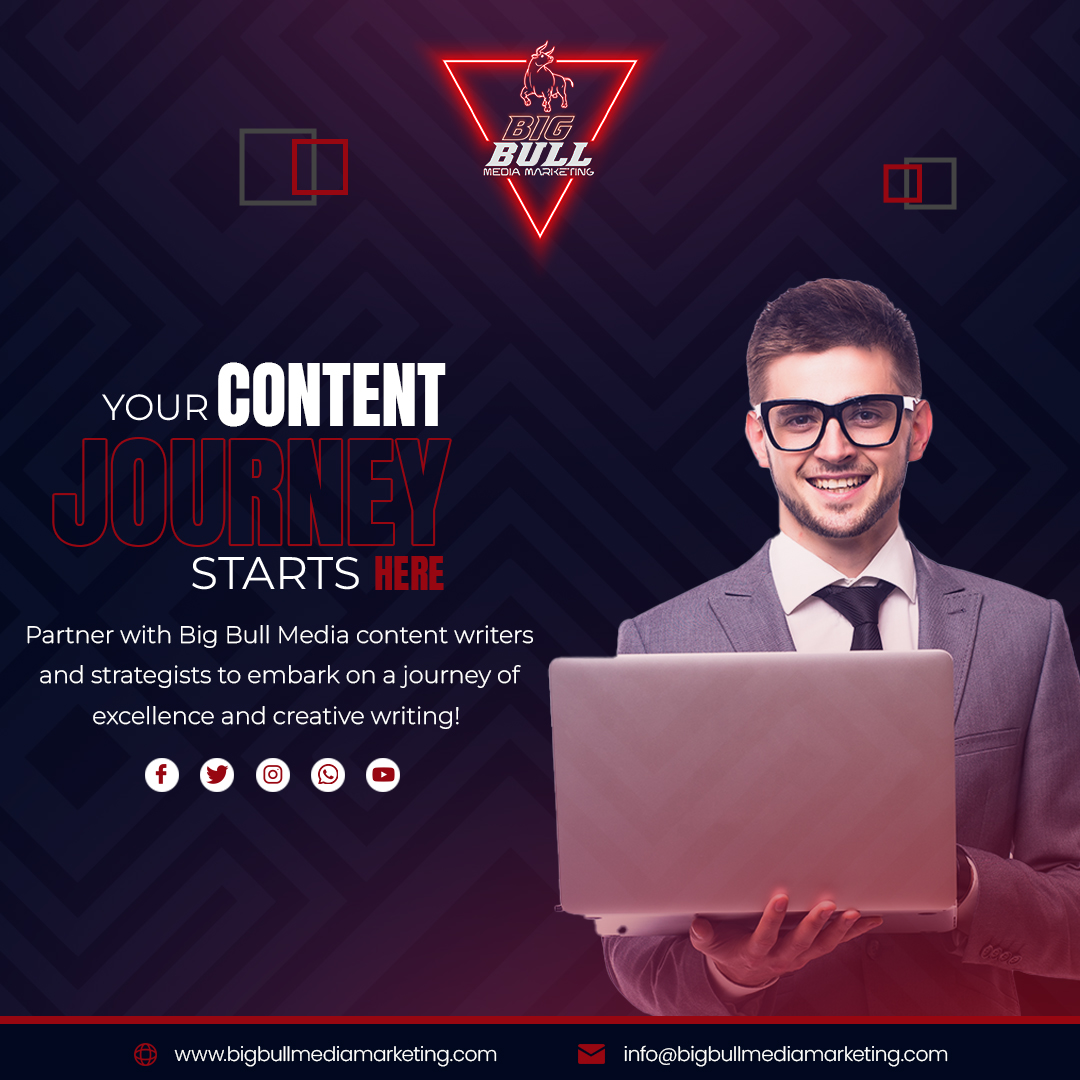 BIG
BULL
MEDIA MARKETING
YOUR CONTENT
JOURNEY
STARTS HERE
Partner with Big Bull Media content writers
and strategists to embark on a journey of
excellence and creative writing!
www.bigbullmediamarketing.com
info@bigbullmediamarketing.com